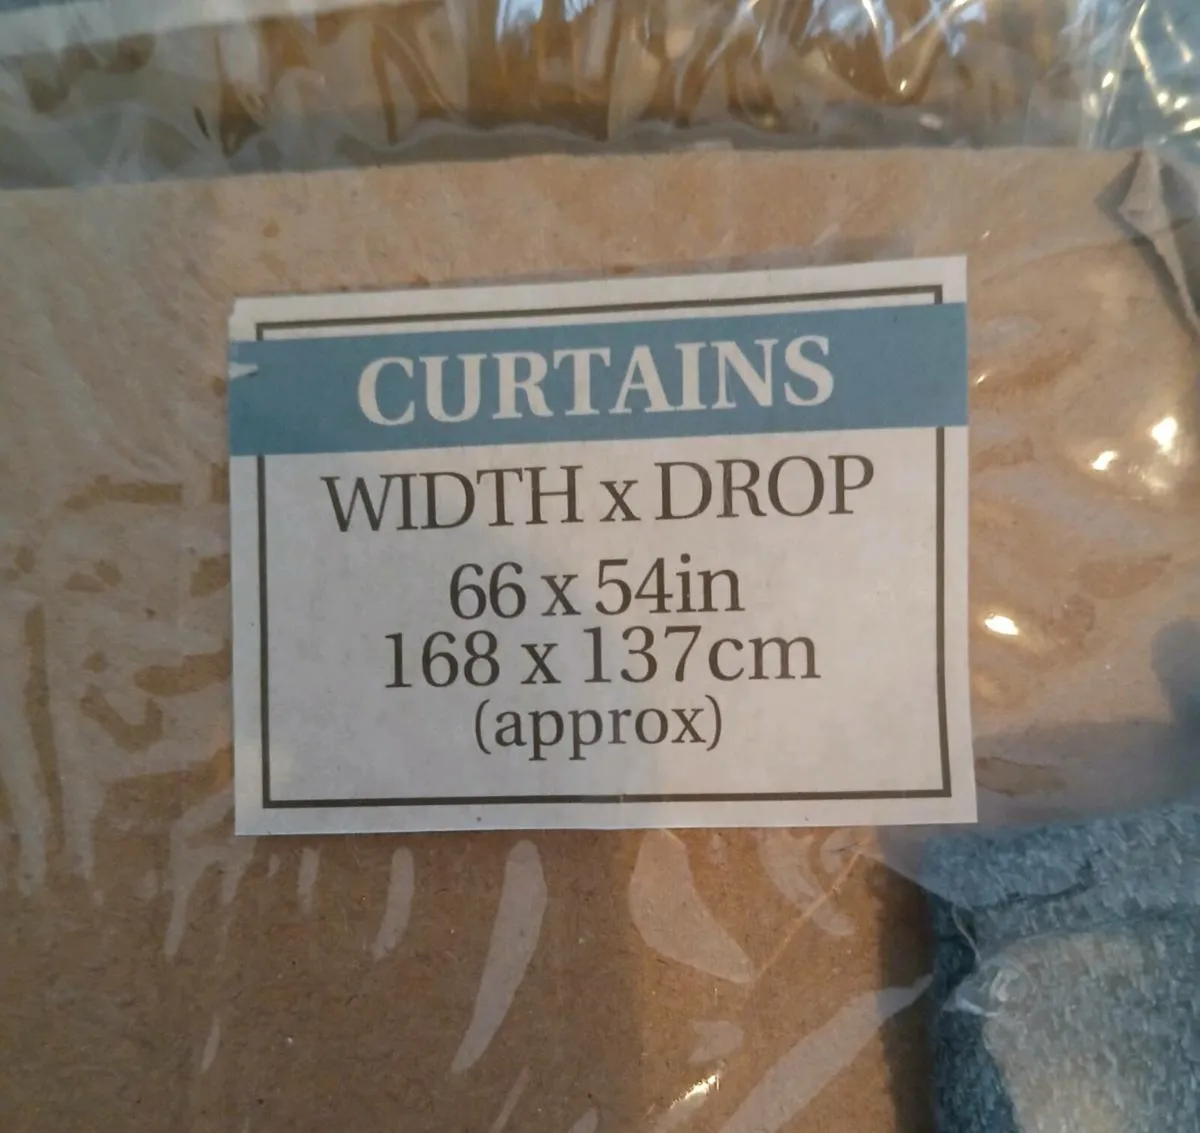 CURTAINS
WIDTH x DROP
66 x 54in
168 x 137cm
(approx)